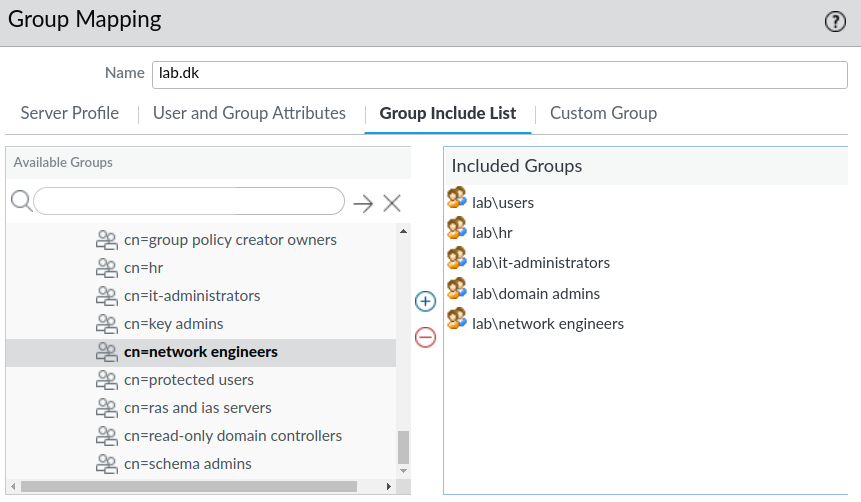 Group Mapping
Name lab.dk
Server Profile User and Group Attributes Group Include List Custom Group
Available Groups
cn=group policy creator owners
cn=hr
cn=it-administrators
cn=key admins
cn=network engineers
cn=protected users
cn=ras and ias servers
cn=read-only domain controllers
cn=schema admins
Included Groups
lab\users
lab\hr
lab\it-administrators
lab\domain admins
lab\network engineers